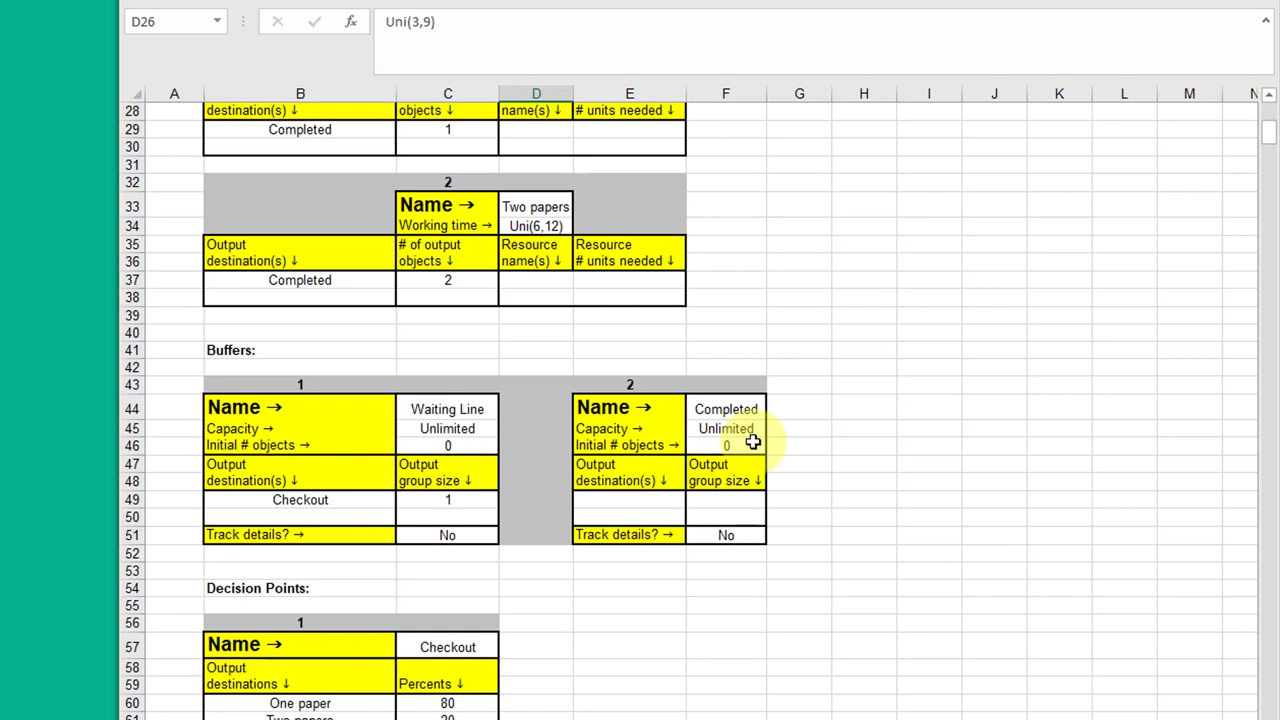 D26 fx Uni(3,9)
A B C D E F G H I J K L M N
28 destination(s) ↓ objects ↓ name(s) ↓ # units needed ↓
29 Completed 1
30
31
32 2
33 Name → Two papers
34 Working time → Uni(6,12)
35 Output # of output Resource Resource
36 destination(s) ↓ objects ↓ name(s) ↓ # units needed ↓
37 Completed 2
38
39
40
41 Buffers:
42
43 1 2
44 Name → Waiting Line Name → Completed
45 Capacity → Unlimited Capacity → Unlimited
46 Initial # objects → 0 Initial # objects → 0
47 Output Output Output Output
48 destination(s) ↓ group size ↓ destination(s) ↓ group size ↓
49 Checkout 1
50
51 Track details? → No Track details? → No
52
53
54 Decision Points:
55
56 1
57 Name → Checkout
58 Output
59 destinations ↓ Percents ↓
60 One paper 80
61 Two papers 20